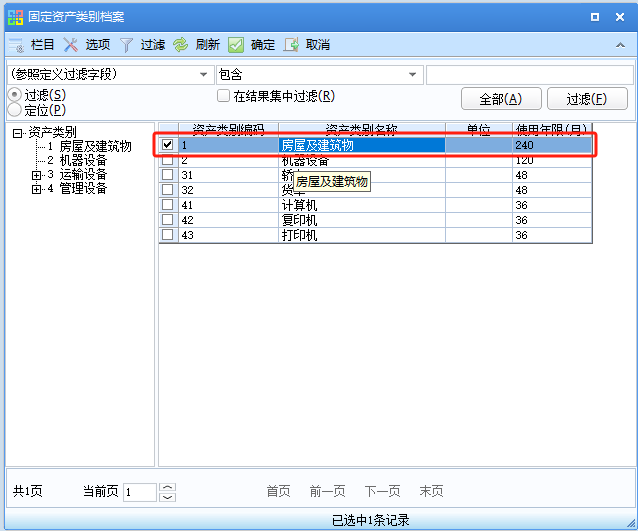 固定资产类别档案
栏目 选项 过滤 刷新 确定 取消
(参照定义过滤字段) 包含
过滤(S) 在结果集中过滤(R) 全部(A) 过滤(F)
定位(P)
资产类别
1 房屋及建筑物
2 机器设备
3 运输设备
4 管理设备
资产类别编码 资产类别名称 单位 使用年限(月)
1 房屋及建筑物 240
2 机器设备 120
31 轿 48
房屋及建筑物
32 货车 48
41 计算机 36
42 复印机 36
43 打印机 36
共1页 当前页 1 首页 前一页 下一页 末页
已选中1条记录